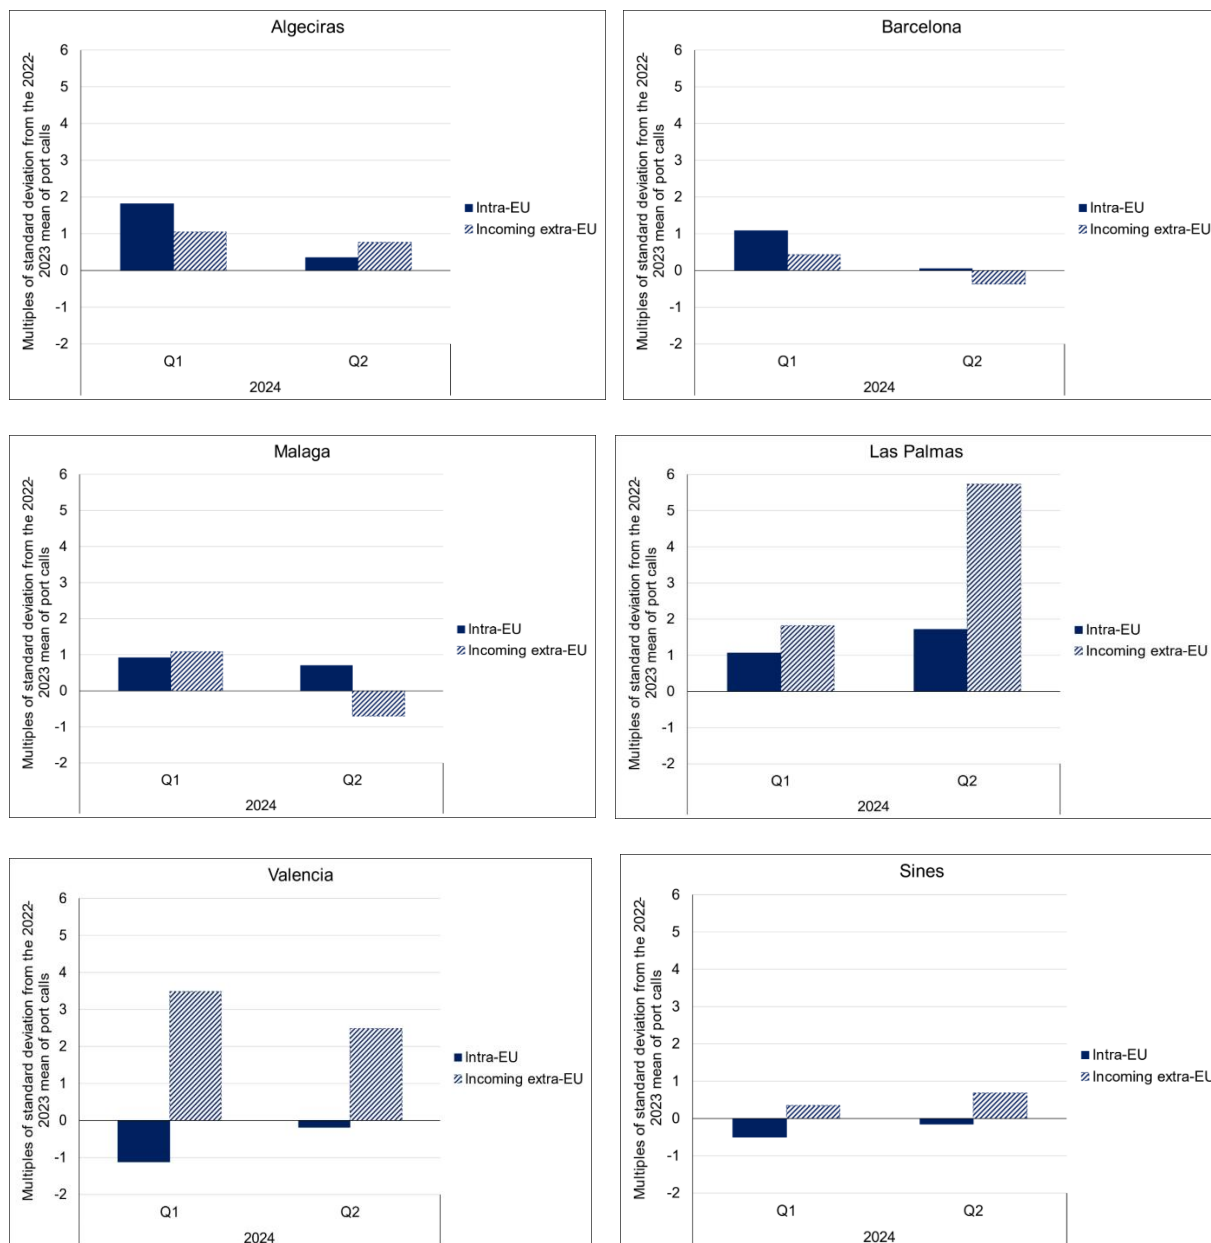 Algeciras
Multiples of standard deviation from the 2022-
2023 mean of port calls
6
5
4
3
2
1
0
-1
-2
Q1
Q2
2024
Intra-EU
Incoming extra-EU
Barcelona
Multiples of standard deviation from the 2022-
2023 mean of port calls
6
5
4
3
2
1
0
-1
-2
Q1
Q2
2024
Intra-EU
Incoming extra-EU
Malaga
Multiples of standard deviation from the 2022-
2023 mean of port calls
6
5
4
3
2
1
0
-1
-2
Q1
Q2
2024
Intra-EU
Incoming extra-EU
Las Palmas
Multiples of standard deviation from the 2022-
2023 mean of port calls
6
5
4
3
2
1
0
-1
-2
Q1
Q2
2024
Intra-EU
Incoming extra-EU
Valencia
Multiples of standard deviation from the 2022-
2023 mean of port calls
6
5
4
3
2
1
0
-1
-2
Q1
Q2
2024
Intra-EU
Incoming extra-EU
Sines
Multiples of standard deviation from the 2022-
2023 mean of port calls
6
5
4
3
2
1
0
-1
-2
Q1
Q2
2024
Intra-EU
Incoming extra-EU